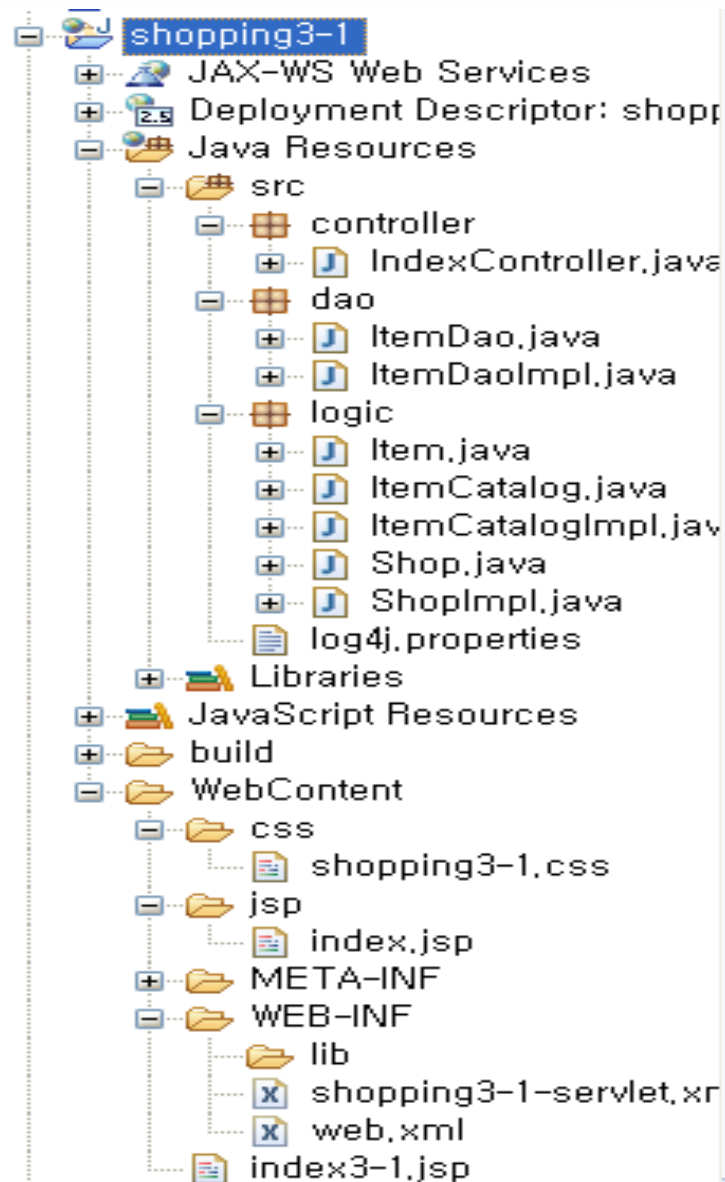 shopping3-1
JAX-WS Web Services
2.5 Deployment Descriptor: shopp
Java Resources
src
controller
J IndexController.java
dao
J ItemDao.java
J ItemDaoImpl.java
logic
J Item.java
J ItemCatalog.java
J ItemCatalogImpl.jav
J Shop.java
J ShopImpl.java
log4j.properties
Libraries
JavaScript Resources
build
WebContent
css
shopping3-1.css
jsp
index.jsp
META-INF
WEB-INF
lib
x shopping3-1-servlet.xm
x web.xml
index3-1.jsp